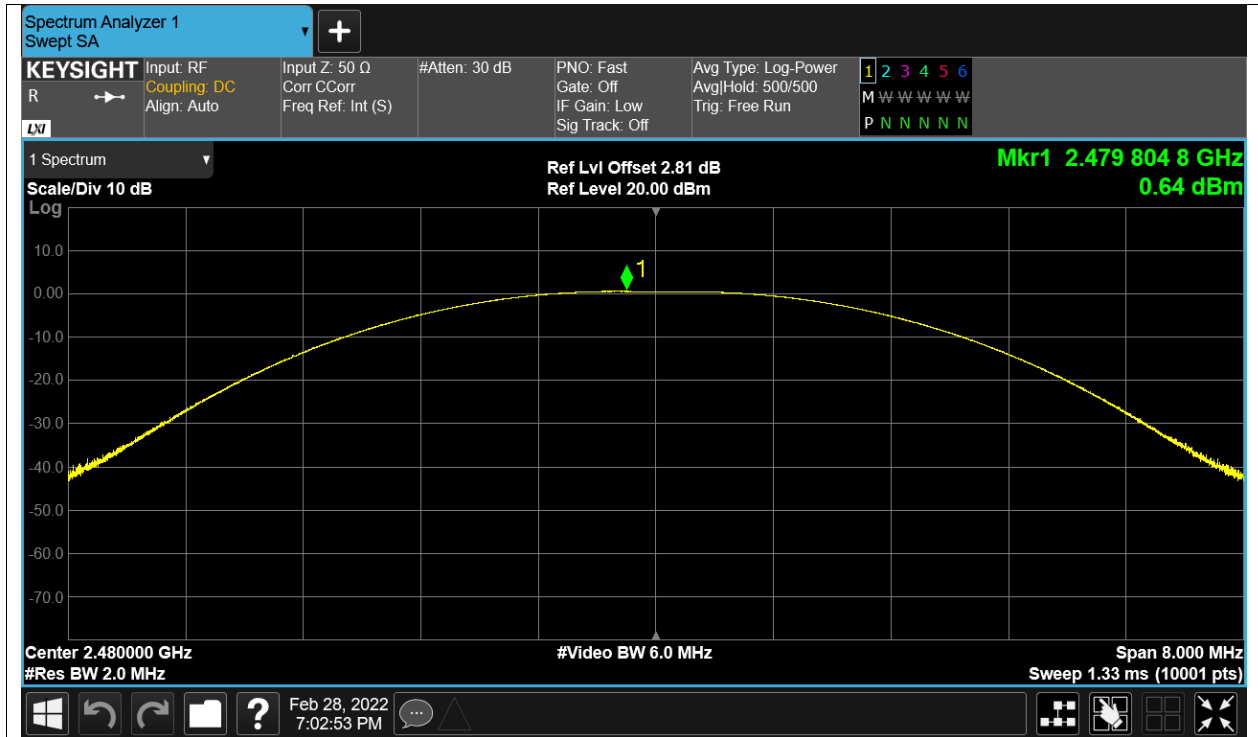 Spectrum Analyzer 1
Swept SA
KEYSIGHT
R
LXI
Input: RF
Coupling: DC
Align: Auto
Input Z: 50 Ω
Corr CCorr
Freq Ref: Int (S)
#Atten: 30 dB
PNO: Fast
Gate: Off
IF Gain: Low
Sig Track: Off
Avg Type: Log-Power
Avg|Hold: 500/500
Trig: Free Run
1 2 3 4 5 6
M W W W W W
P N N N N N
1 Spectrum
Scale/Div 10 dB
Log
Ref Lvl Offset 2.81 dB
Ref Level 20.00 dBm
Mkr1 2.479 804 8 GHz
0.64 dBm
1
10.0
0.00
-10.0
-20.0
-30.0
-40.0
-50.0
-60.0
-70.0
Center 2.480000 GHz
#Res BW 2.0 MHz
#Video BW 6.0 MHz
Span 8.000 MHz
Sweep 1.33 ms (10001 pts)
?
Feb 28, 2022
7:02:53 PM